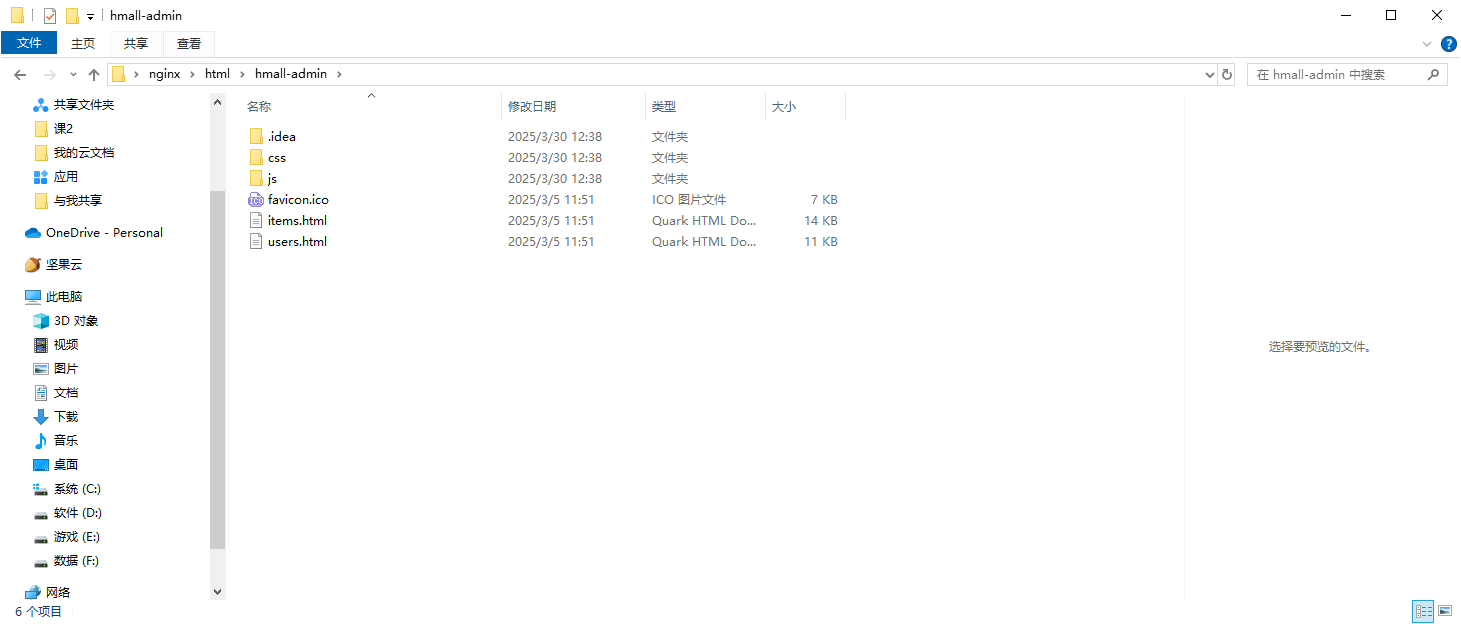 hmall-admin
文件 主页 共享 查看
nginx html hmall-admin 在 hmall-admin 中搜索
共享文件夹
课2
我的云文档
应用
与我共享
OneDrive - Personal
坚果云
此电脑
3D 对象
视频
图片
文档
下载
音乐
桌面
系统 (C:)
软件 (D:)
游戏 (E:)
数据 (F:)
网络
名称 修改日期 类型 大小
.idea 2025/3/30 12:38 文件夹
css 2025/3/30 12:38 文件夹
js 2025/3/30 12:38 文件夹
favicon.ico 2025/3/5 11:51 ICO 图片文件 7 KB
items.html 2025/3/5 11:51 Quark HTML Do... 14 KB
users.html 2025/3/5 11:51 Quark HTML Do... 11 KB
选择要预览的文件。
6 个项目